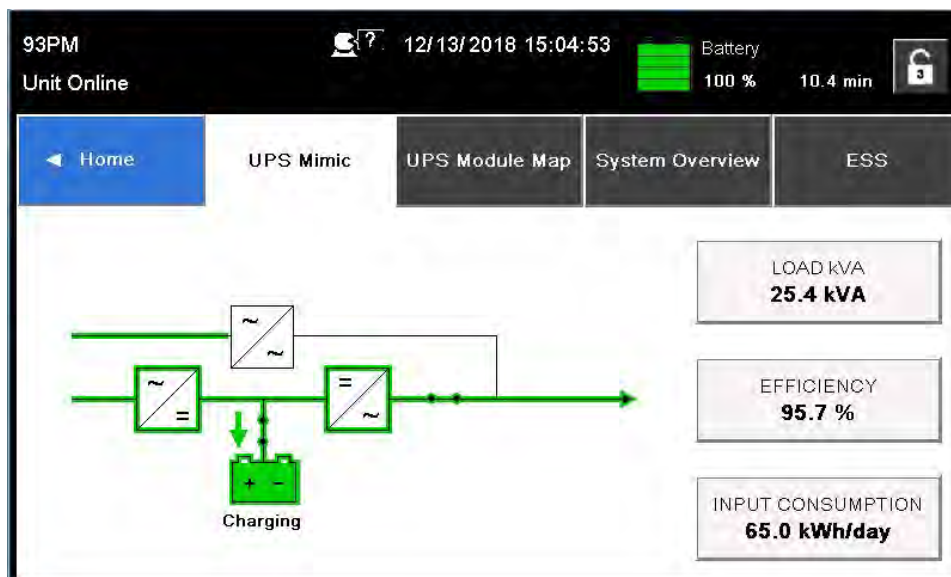 93PM
Unit Online
?
12/13/2018 15:04:53
Battery
100 %
10.4 min
3
◄ Home
UPS Mimic
UPS Module Map
System Overview
ESS
LOAD kVA
25.4 kVA
EFFICIENCY
95.7 %
INPUT CONSUMPTION
65.0 kWh/day
~
~
~
=
=
~
+ -
Charging